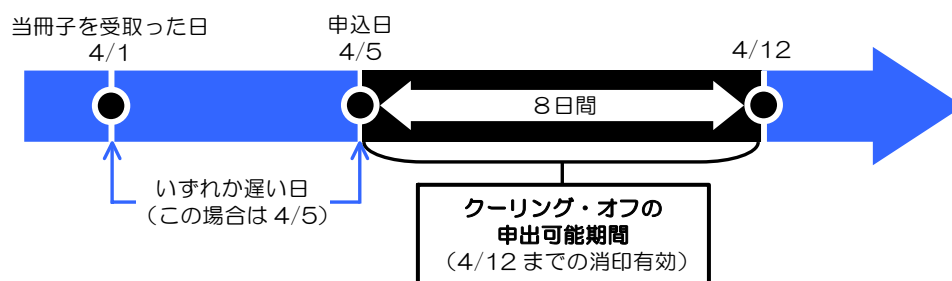 当冊子を受取った日
4/1
申込日
4/5
4/12
8日間
いずれか遅い日
(この場合は 4/5)
クーリング・オフの
申出可能期間
(4/12 までの消印有効)